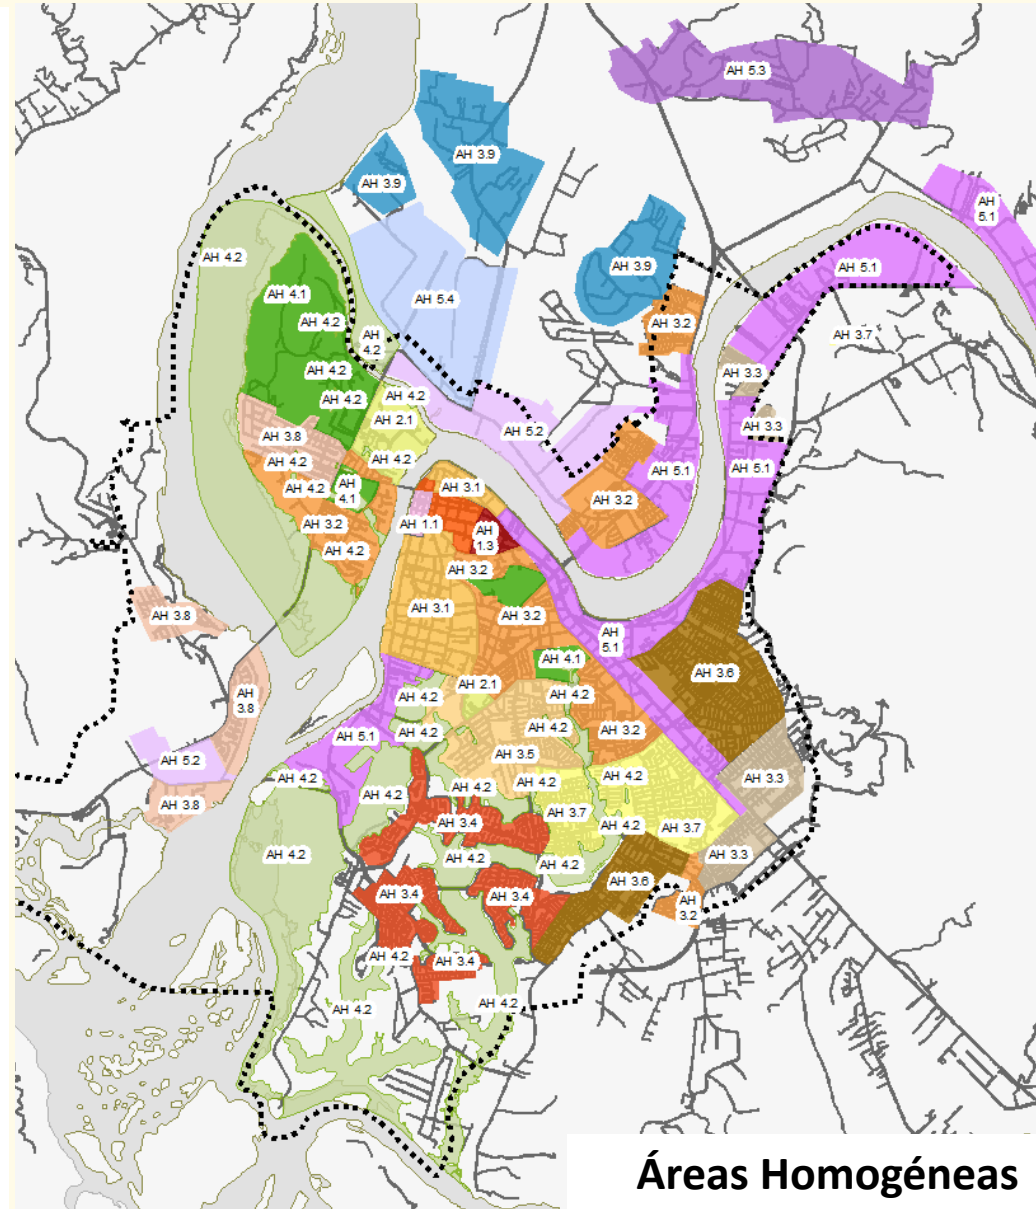 AH 5.3
AH 3.9
AH 3.9
AH
5.1
AH 4.2
AH 3.9
AH 5.1
AH 4.1
AH 5.4
AH 4.2
AH 3.2
AH 3.7
AH
4.2
AH 4.2
AH 3.3
AH 4.2
AH 4.2
AH 2.1
AH 3.3
AH 3.8
AH 5.2
AH 4.2
AH 4.2
AH 5.1
AH 5.1
AH 4.2
AH
4.1
AH 3.1
AH 3.2
AH 3.2
AH 1.1
AH
1.3
AH 4.2
AH 3.2
AH 3.1
AH 3.2
AH 3.8
AH
5.1
AH 4.1
AH 3.6
AH
3.8
AH 2.1
AH 4.2
AH 4.2
AH 4.2
AH 4.2
AH 3.2
AH 5.1
AH 3.5
AH 5.2
AH 4.2
AH 4.2
AH 4.2
AH 4.2
AH 3.3
AH 4.2
AH 3.8
AH 3.4
AH 3.7
AH 4.2
AH 3.7
AH 4.2
AH 4.2
AH 4.2
AH 3.3
AH 3.6
AH 3.4
AH 3.4
AH
3.2
AH 4.2
AH 3.4
AH 4.2
AH 4.2
Áreas Homogéneas